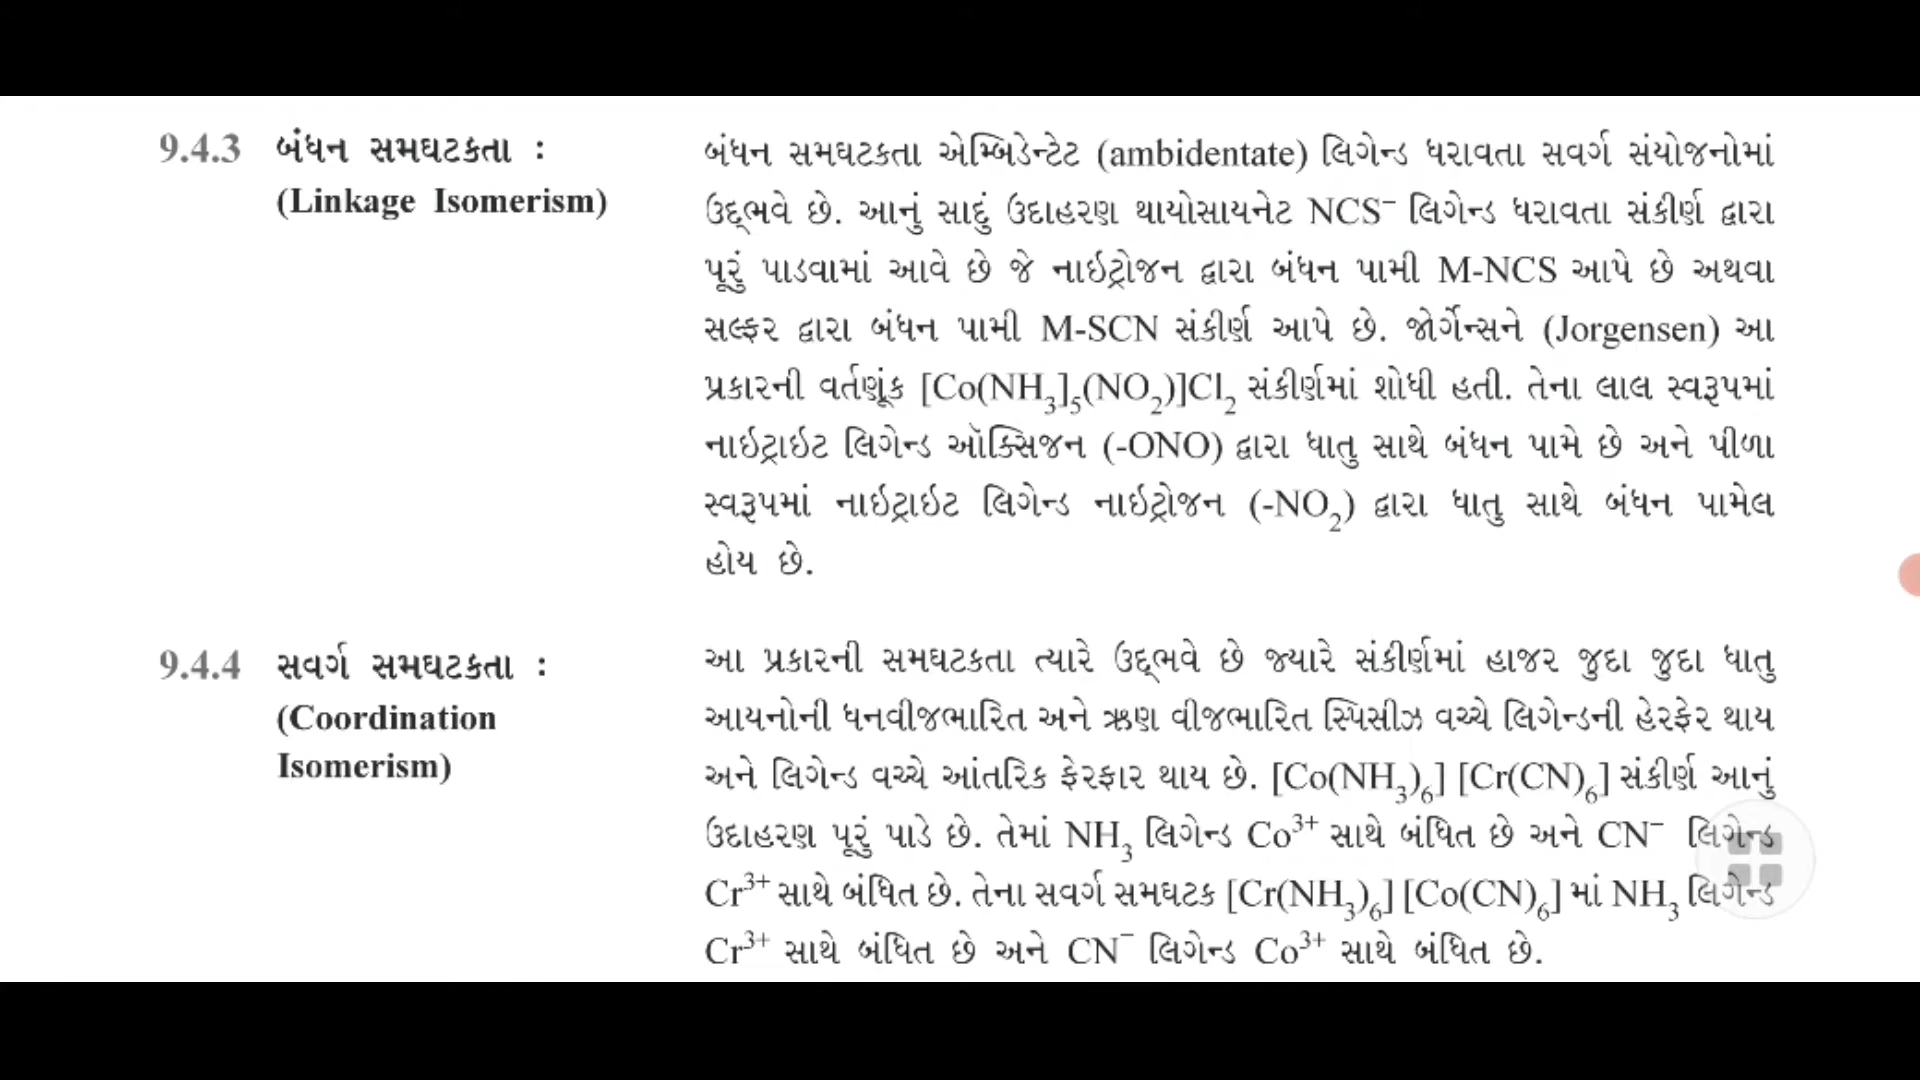 9.4.3 બંધન સમઘટકતા :
(Linkage Isomerism)
બંધન સમઘટકતા એમ્બિડેન્ટેટ (ambidentate) લિગેન્ડ ધરાવતા સવર્ગ સંયોજનોમાં
ઉદ્ભવે છે. આનું સાદું ઉદાહરણ થાયોસાયનેટ NCS⁻ લિગેન્ડ ધરાવતા સંકીર્ણ દ્વારા
પૂરું પાડવામાં આવે છે જે નાઇટ્રોજન દ્વારા બંધન પામી M-NCS આપે છે અથવા
સલ્ફર દ્વારા બંધન પામી M-SCN સંકીર્ણ આપે છે. જોર્ગેન્સને (Jorgensen) આ
પ્રકારની વર્તણૂંક [Co(NH₃]₅(NO₂)]Cl₂ સંકીર્ણમાં શોધી હતી. તેના લાલ સ્વરૂપમાં
નાઇટ્રાઇટ લિગેન્ડ ઑક્સિજન (-ONO) દ્વારા ધાતુ સાથે બંધન પામે છે અને પીળા
સ્વરૂપમાં નાઇટ્રાઇટ લિગેન્ડ નાઇટ્રોજન (-NO₂) દ્વારા ધાતુ સાથે બંધન પામેલ
હોય છે.
9.4.4 સવર્ગ સમઘટકતા :
(Coordination
Isomerism)
આ પ્રકારની સમઘટકતા ત્યારે ઉદ્ભવે છે જ્યારે સંકીર્ણમાં હાજર જુદા જુદા ધાતુ
આયનોની ધનવીજભારિત અને ઋણ વીજભારિત સ્પિસીઝ વચ્ચે લિગેન્ડની હેરફેર થાય
અને લિગેન્ડ વચ્ચે આંતરિક ફેરફાર થાય છે. [Co(NH₃)₆] [Cr(CN)₆] સંકીર્ણ આનું
ઉદાહરણ પૂરું પાડે છે. તેમાં NH₃ લિગેન્ડ Co³⁺ સાથે બંધિત છે અને CN⁻ લિગેન્ડ
Cr³⁺ સાથે બંધિત છે. તેના સવર્ગ સમઘટક [Cr(NH₃)₆] [Co(CN)₆] માં NH₃ લિગેન્ડ
Cr³⁺ સાથે બંધિત છે અને CN⁻ લિગેન્ડ Co³⁺ સાથે બંધિત છે.